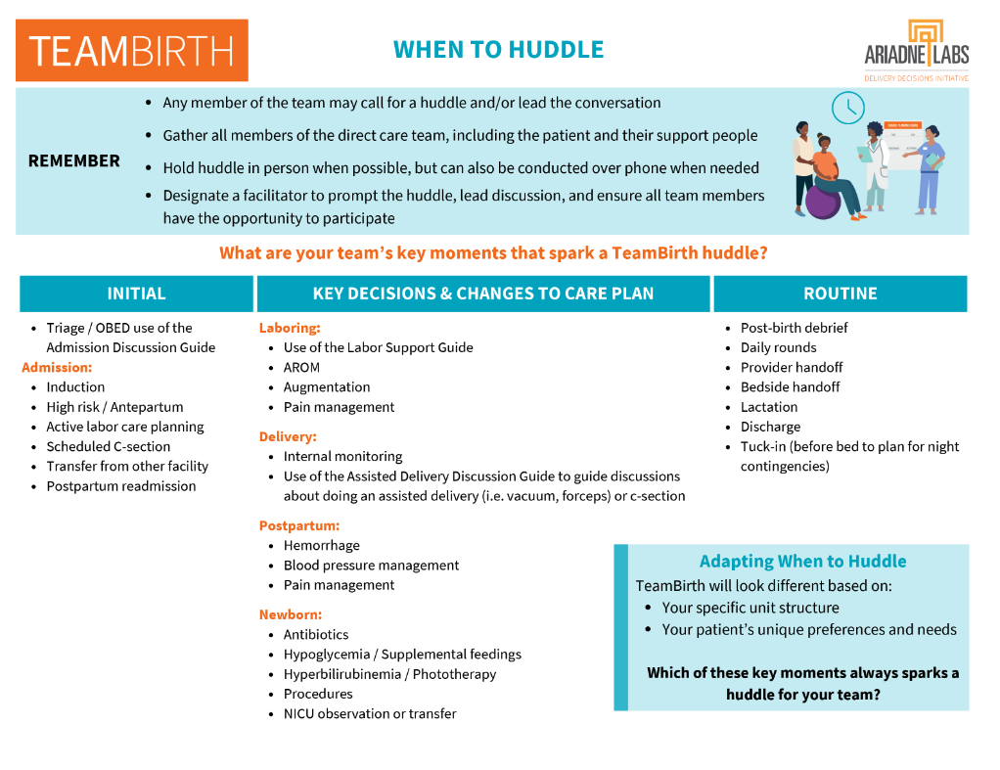 TEAMBIRTH
WHEN TO HUDDLE
ARIADNE LABS
DELIVERY DECISIONS INITIATIVE
REMEMBER
• Any member of the team may call for a huddle and/or lead the conversation
• Gather all members of the direct care team, including the patient and their support people
• Hold huddle in person when possible, but can also be conducted over phone when needed
• Designate a facilitator to prompt the huddle, lead discussion, and ensure all team members
have the opportunity to participate
What are your team's key moments that spark a TeamBirth huddle?
INITIAL
• Triage / OBED use of the
Admission Discussion Guide
Admission:
• Induction
• High risk / Antepartum
• Active labor care planning
• Scheduled C-section
• Transfer from other facility
• Postpartum readmission
KEY DECISIONS & CHANGES TO CARE PLAN
Laboring:
• Use of the Labor Support Guide
• AROM
• Augmentation
• Pain management
Delivery:
• Internal monitoring
• Use of the Assisted Delivery Discussion Guide to guide discussions
about doing an assisted delivery (i.e. vacuum, forceps) or c-section
Postpartum:
• Hemorrhage
• Blood pressure management
• Pain management
Newborn:
• Antibiotics
• Hypoglycemia / Supplemental feedings
• Hyperbilirubinemia / Phototherapy
• Procedures
• NICU observation or transfer
ROUTINE
• Post-birth debrief
• Daily rounds
• Provider handoff
• Bedside handoff
• Lactation
• Discharge
• Tuck-in (before bed to plan for night
contingencies)
Adapting When to Huddle
TeamBirth will look different based on:
• Your specific unit structure
• Your patient's unique preferences and needs
Which of these key moments always sparks a
huddle for your team?